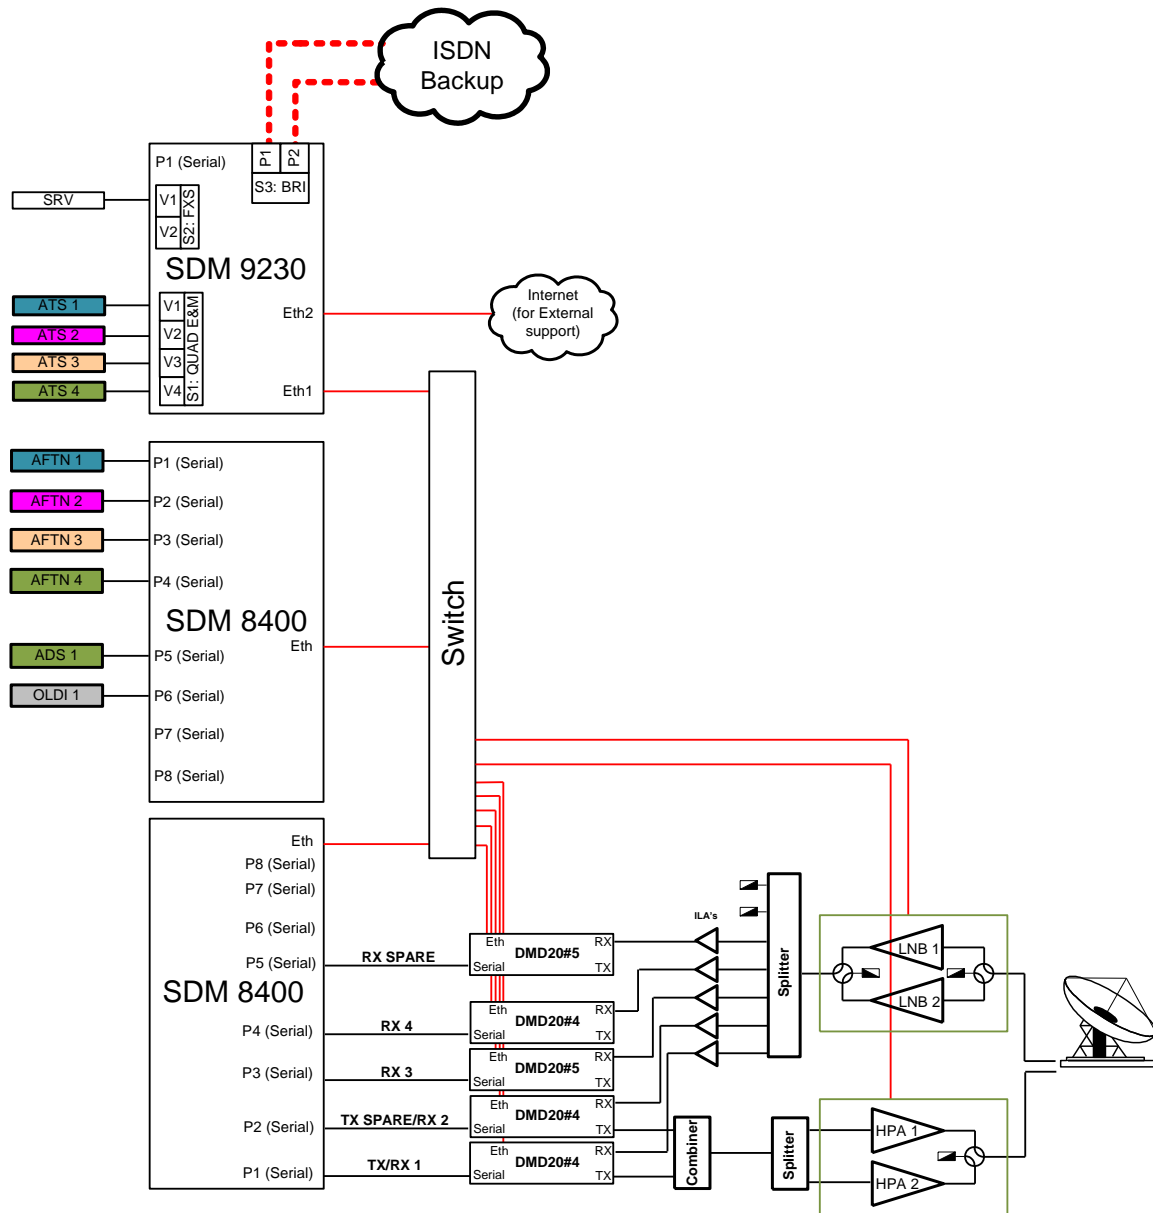 ISDN
Backup
P1 (Serial)
P1
P2
S3: BRI
SRV
V1
V2
S2: FXS
SDM 9230
ATS 1
ATS 2
ATS 3
ATS 4
V1
V2
V3
V4
S1: QUAD E&M
Eth2
Eth1
Internet
(for External
support)
AFTN 1
AFTN 2
AFTN 3
AFTN 4
ADS 1
OLDI 1
P1 (Serial)
P2 (Serial)
P3 (Serial)
P4 (Serial)
SDM 8400
Eth
P5 (Serial)
P6 (Serial)
P7 (Serial)
P8 (Serial)
Switch
Eth
P8 (Serial)
P7 (Serial)
P6 (Serial)
P5 (Serial)
SDM 8400
P4 (Serial)
P3 (Serial)
P2 (Serial)
P1 (Serial)
RX SPARE
RX 4
RX 3
TX SPARE/RX 2
TX/RX 1
Eth
RX
DMD20#5
Serial
TX
Eth
RX
DMD20#4
Serial
TX
Eth
RX
DMD20#5
Serial
TX
Eth
RX
DMD20#4
Serial
TX
Eth
RX
DMD20#4
Serial
TX
ILA's
Splitter
LNB 1
LNB 2
Combiner
Splitter
HPA 1
HPA 2